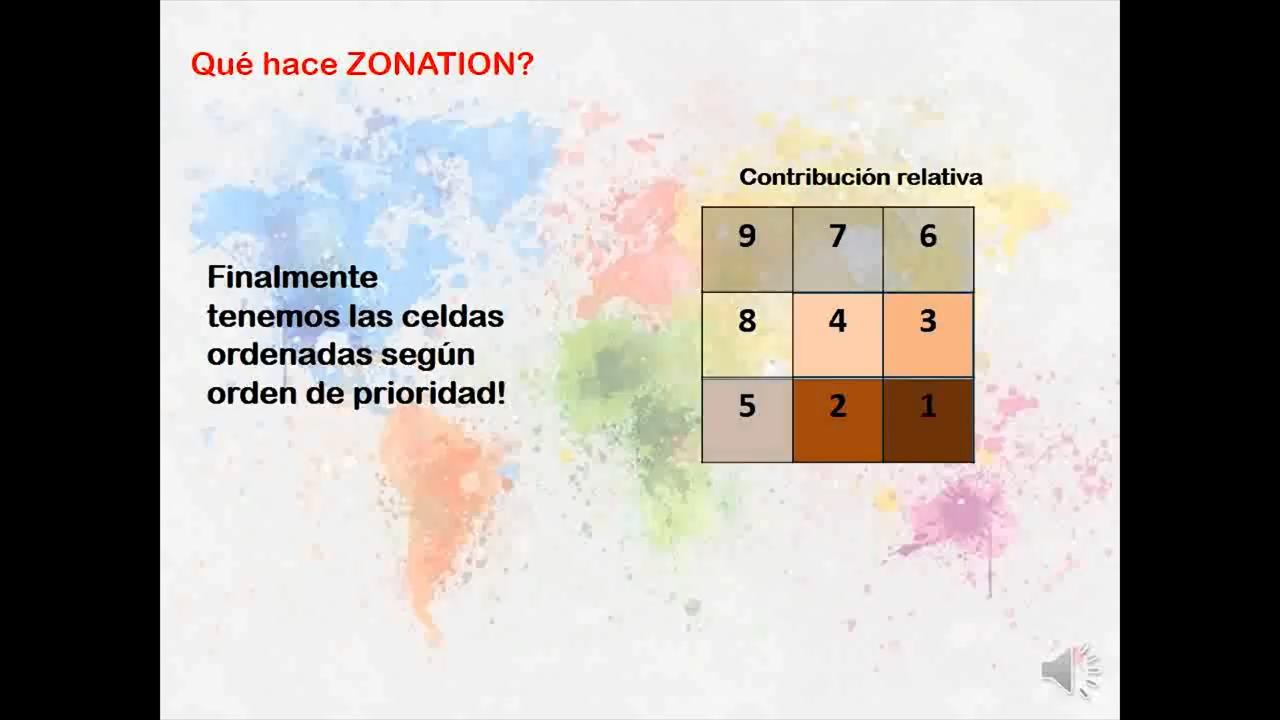 Qué hace ZONATION?
Finalmente
tenemos las celdas
ordenadas según
orden de prioridad!
Contribución relativa
9 7 6
8 4 3
5 2 1